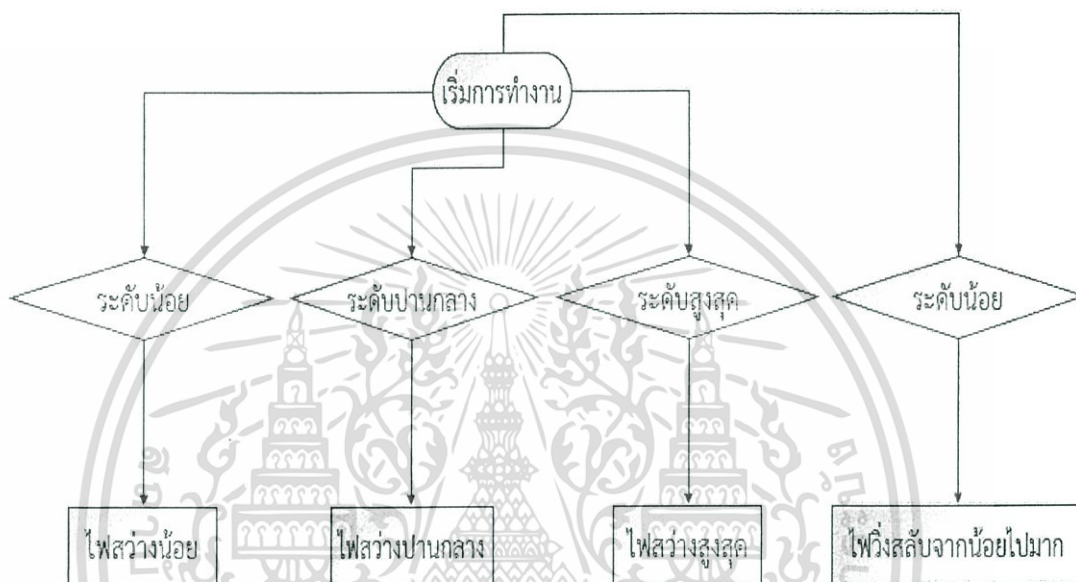 เริ่มการทำงาน
ระดับน้อย
ระดับปานกลาง
ระดับสูงสุด
ระดับน้อย
ไฟสว่างน้อย
ไฟสว่างปานกลาง
ไฟสว่างสูงสุด
ไฟวิ่งสลับจากน้อยไปมาก